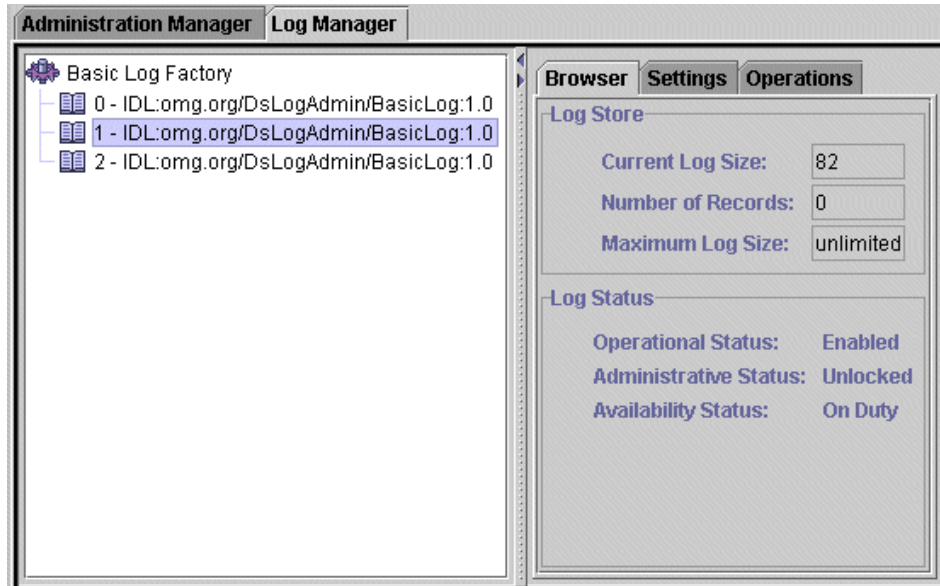 Administration Manager Log Manager
Basic Log Factory
0 - IDL:omg.org/DsLogAdmin/BasicLog:1.0
1 - IDL:omg.org/DsLogAdmin/BasicLog:1.0
2 - IDL:omg.org/DsLogAdmin/BasicLog:1.0
Browser Settings Operations
Log Store
Current Log Size: 82
Number of Records: 0
Maximum Log Size: unlimited
Log Status
Operational Status: Enabled
Administrative Status: Unlocked
Availability Status: On Duty